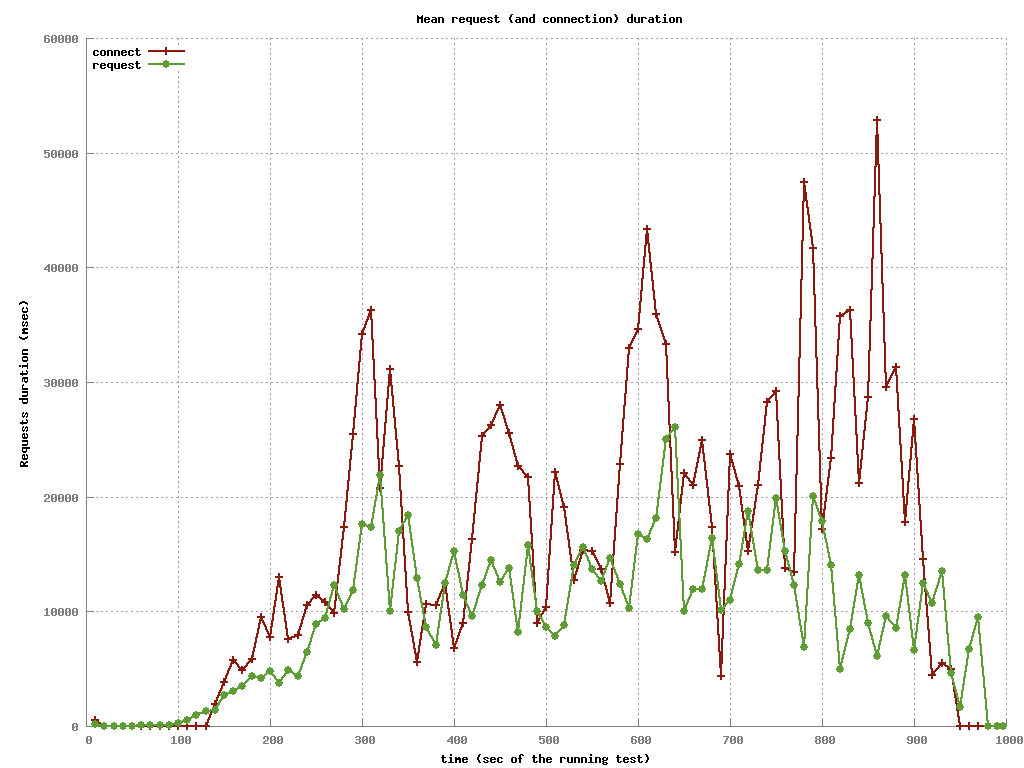 Mean request (and connection) duration
60000
50000
40000
30000
20000
10000
0
connect
request
Requests duration (msec)
0 100 200 300 400 500 600 700 800 900 1000
time (sec of the running test)